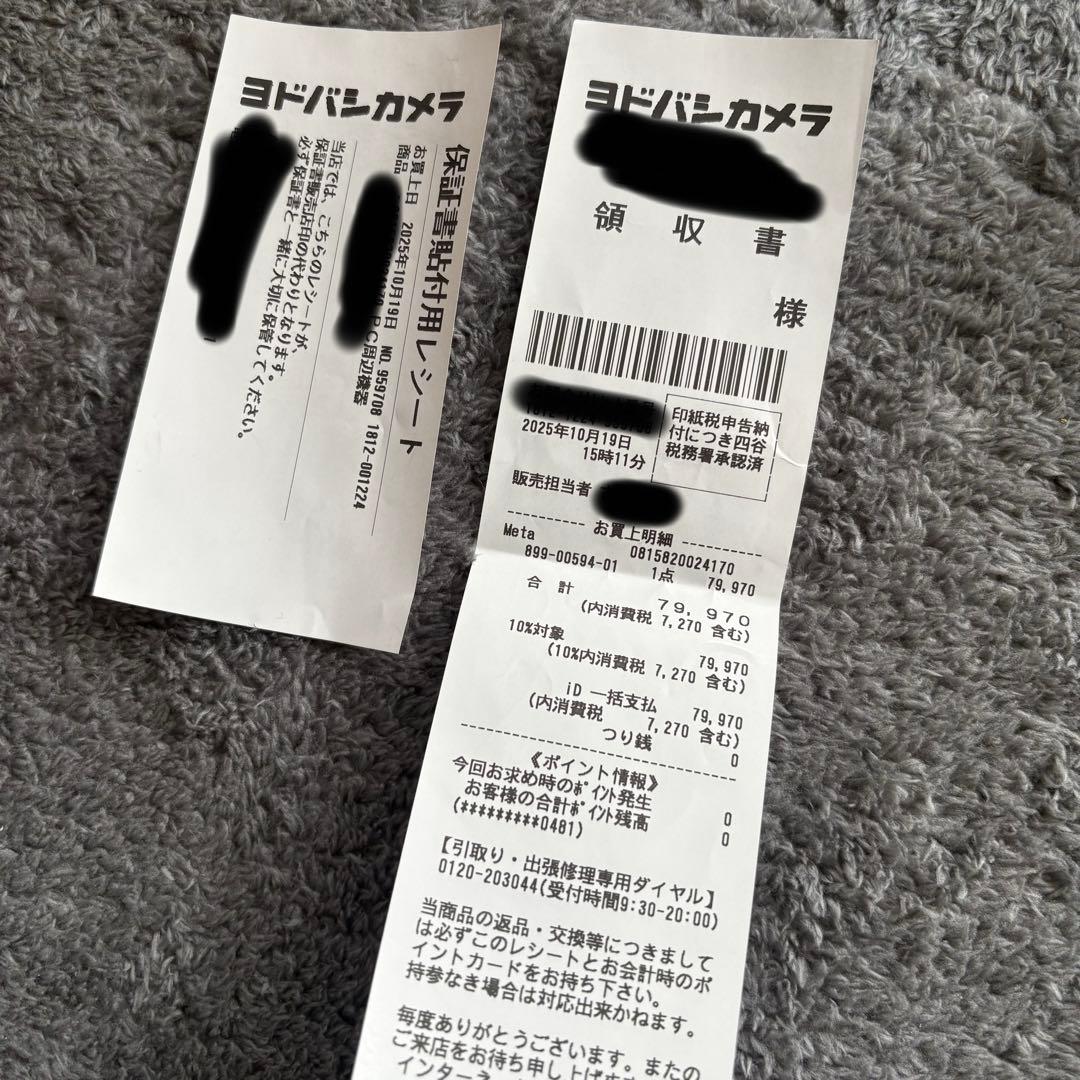 ヨドバシカメラ
保証書貼付用レシート
お買上日 2025年10月19日 NO.959708 1812-001224
商品 PC周辺機器
当店では、こちらのレシートが、
保証書販売店印の代わりとなります。
必ず保証書と一緒に大切に保管してください。
ヨドバシカメラ
領 収 書
様
2025年10月19日
15時11分
印紙税申告納
付につき四谷
税務署承認済
販売担当者
お買上明細
Meta 0815820024170
899-00594-01 1点 79,970
合 計 79,970
(内消費税 7,270 含む)
10%対象 79,970
(10%内消費税 7,270 含む)
iD 一括支払 79,970
(内消費税 7,270 含む)
つり銭 0
《ポイント情報》
今回お求め時のﾎﾟｲﾝﾄ発生 0
お客様の合計ﾎﾟｲﾝﾄ残高 0
(*********0481)
【引取り・出張修理専用ダイヤル】
0120-203044(受付時間9:30-20:00)
当商品の返品・交換等につきまして
は必ずこのレシートとお会計時のポ
イントカードをお持ち下さい。
持参なき場合は対応出来かねます。
毎度ありがとうございます。またの
ご来店をお待ち申し上げます